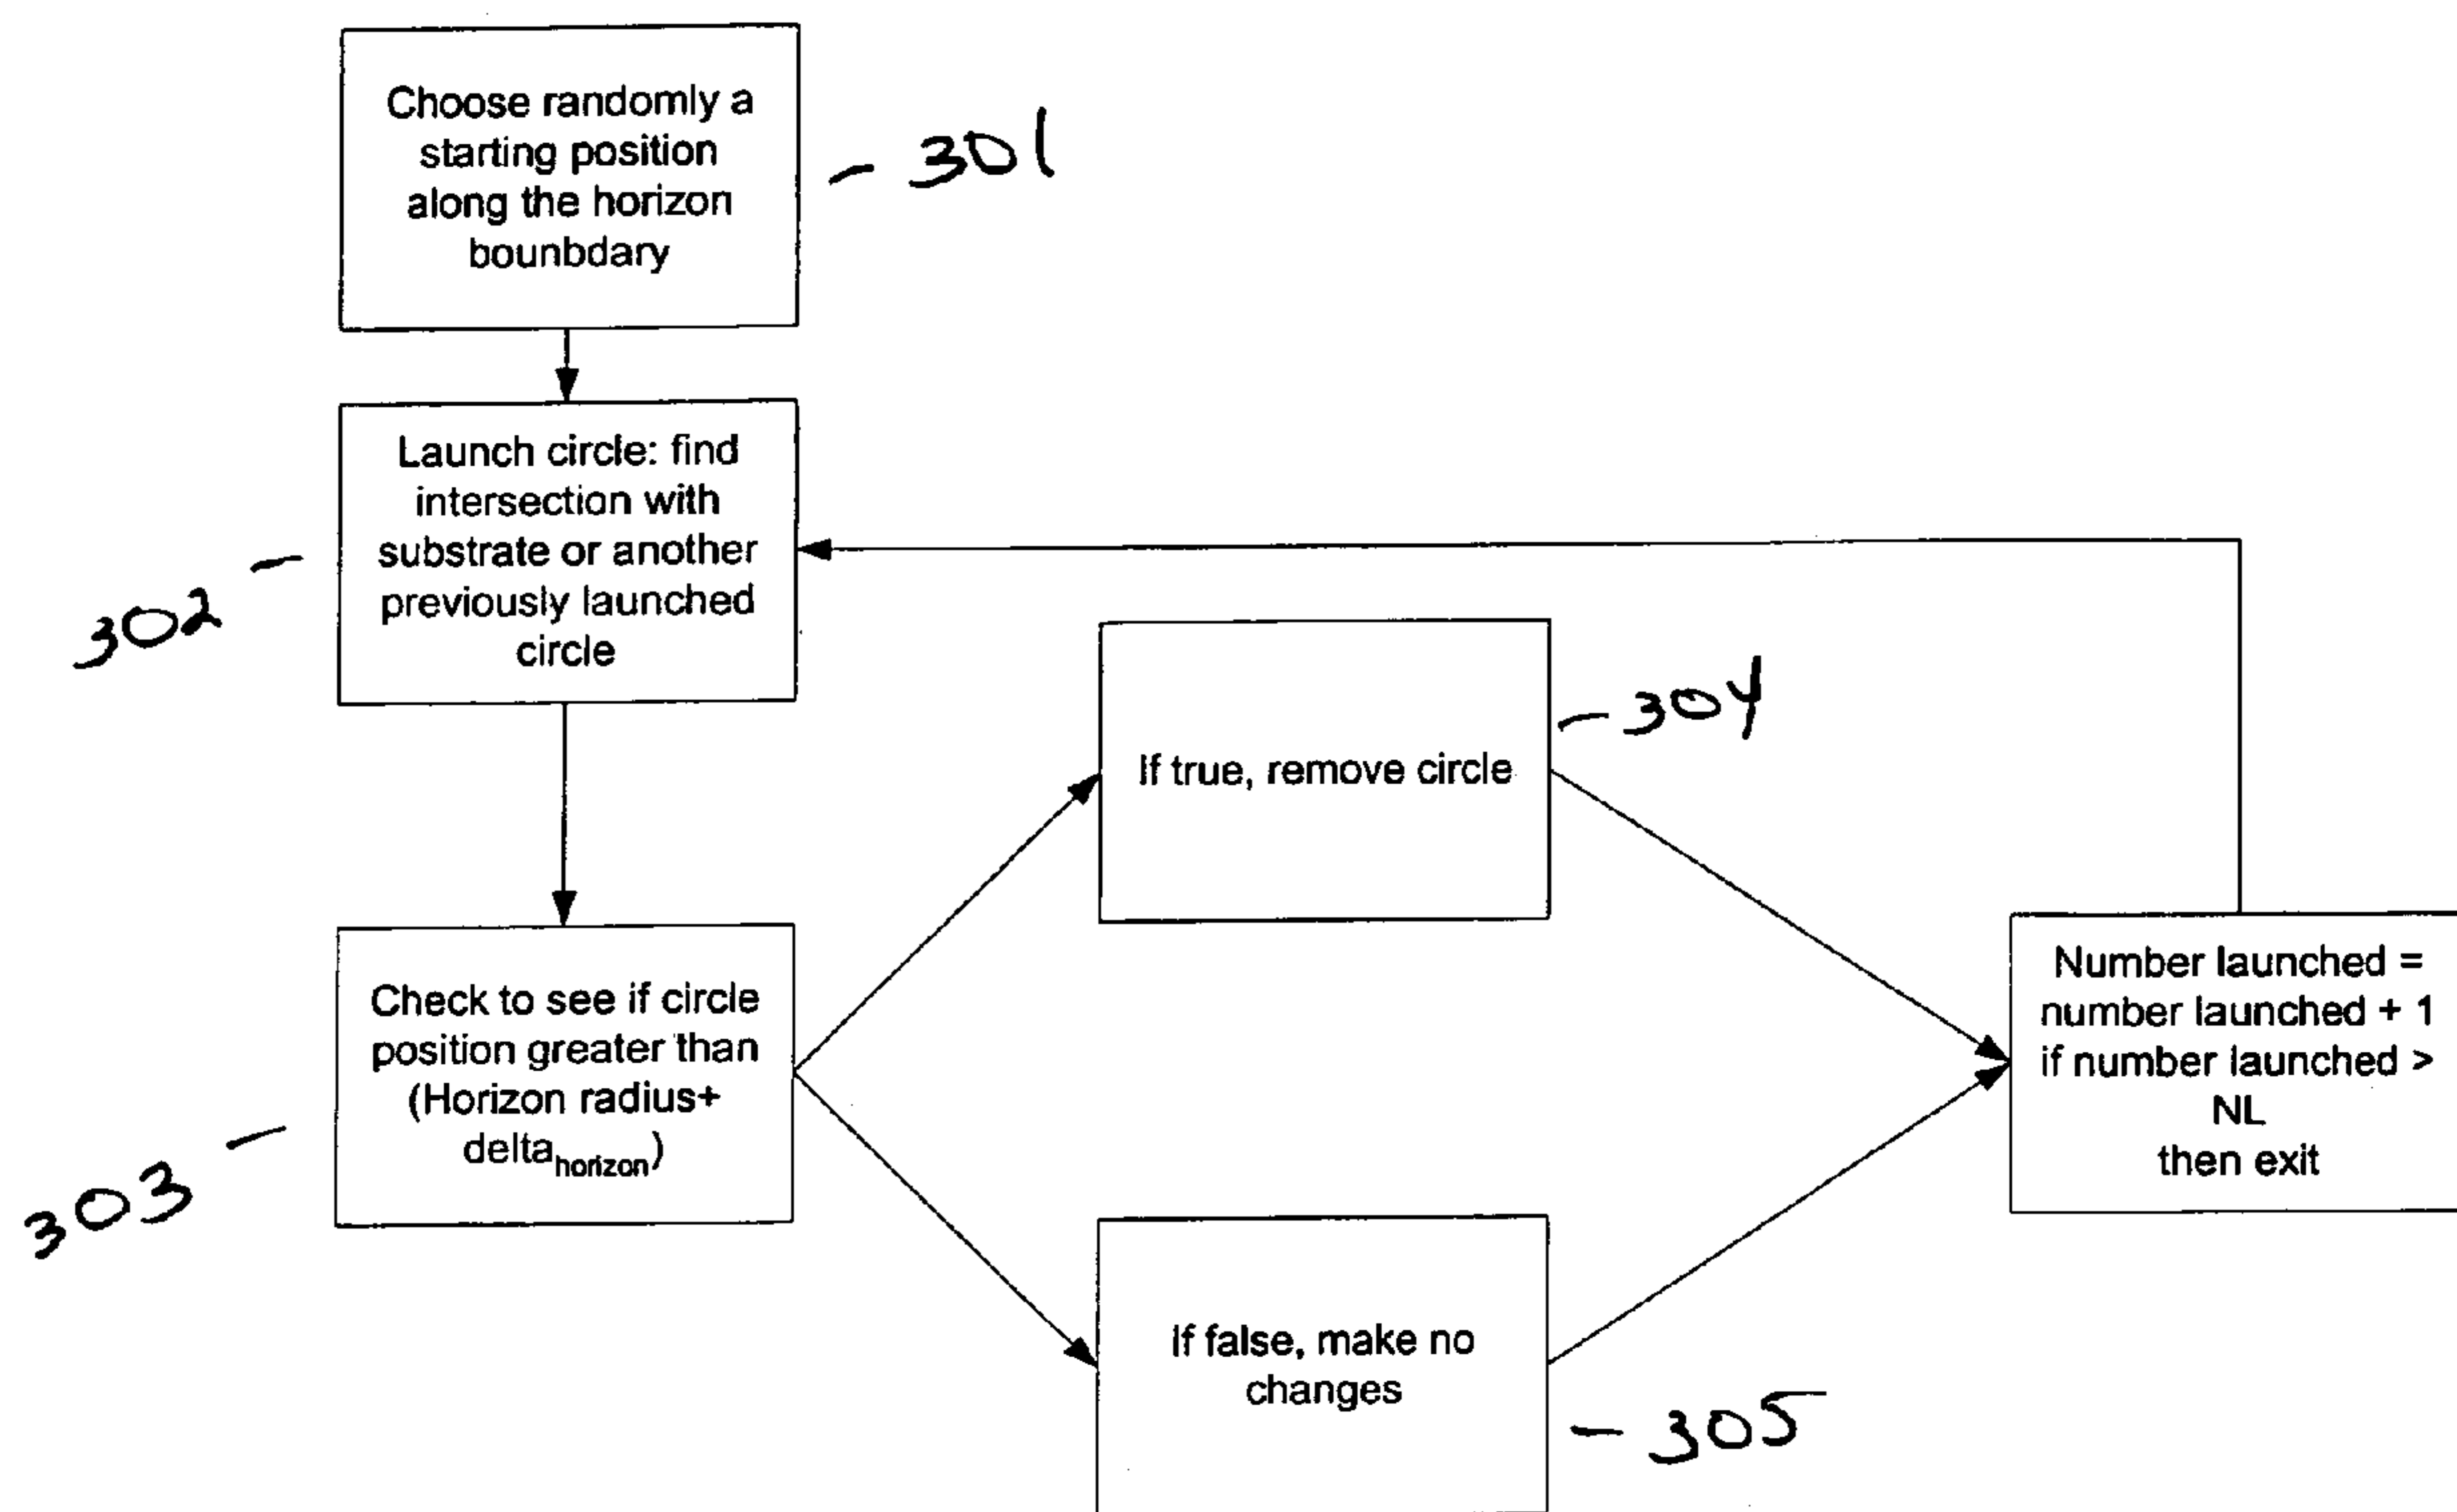 Choose randomly a
starting position
along the horizon
bounbdary
- 301
Launch circle: find
intersection with
substrate or another
previously launched
circle
302 -
Check to see if circle
position greater than
(Horizon radius+
delta_horizon)
303 -
If true, remove circle
- 304
If false, make no
changes
- 305
Number launched =
number launched + 1
if number launched >
NL
then exit